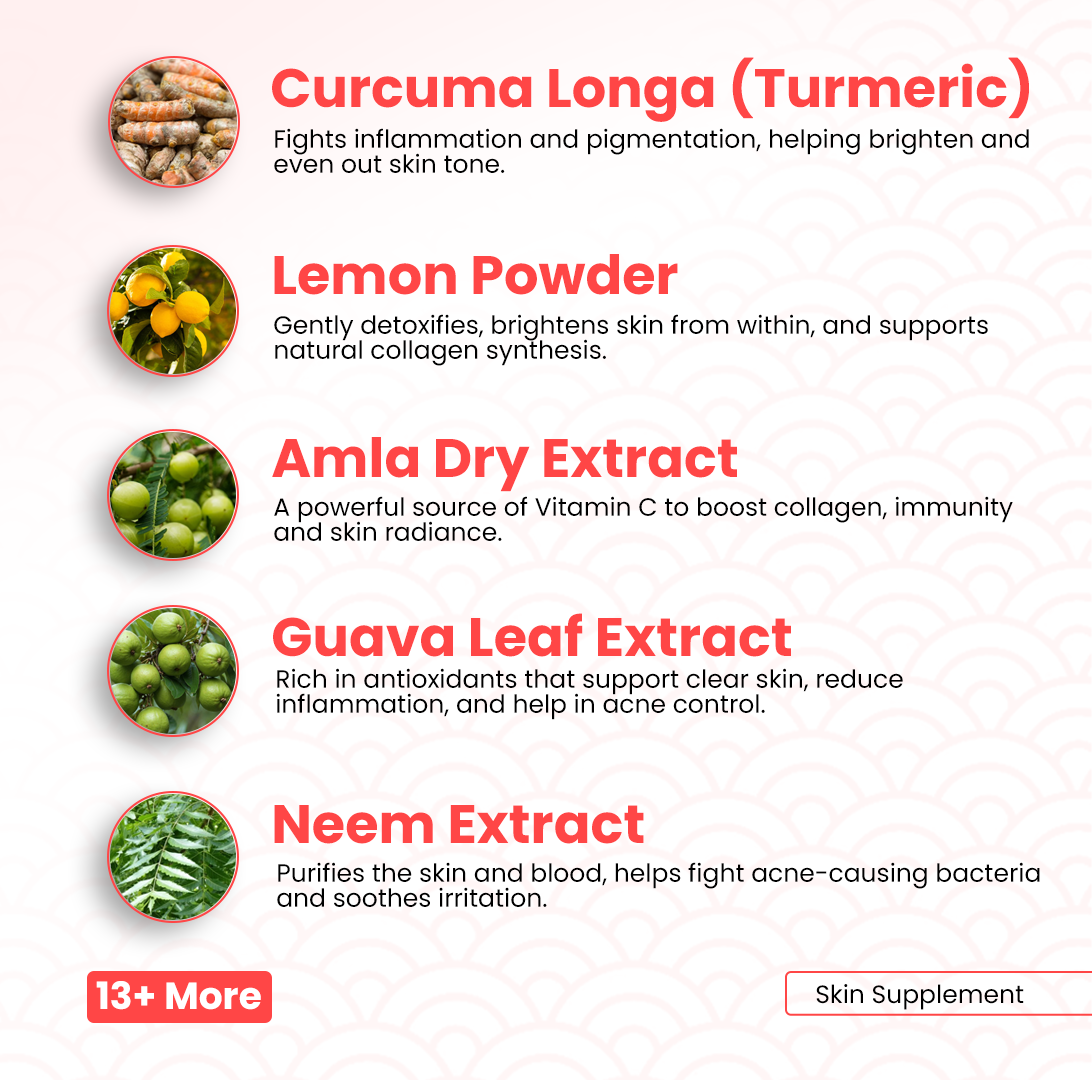 Curcuma Longa (Turmeric)
Fights inflammation and pigmentation, helping brighten and
even out skin tone.
Lemon Powder
Gently detoxifies, brightens skin from within, and supports
natural collagen synthesis.
Amla Dry Extract
A powerful source of Vitamin C to boost collagen, immunity
and skin radiance.
Guava Leaf Extract
Rich in antioxidants that support clear skin, reduce
inflammation, and help in acne control.
Neem Extract
Purifies the skin and blood, helps fight acne-causing bacteria
and soothes irritation.
13+ More
Skin Supplement